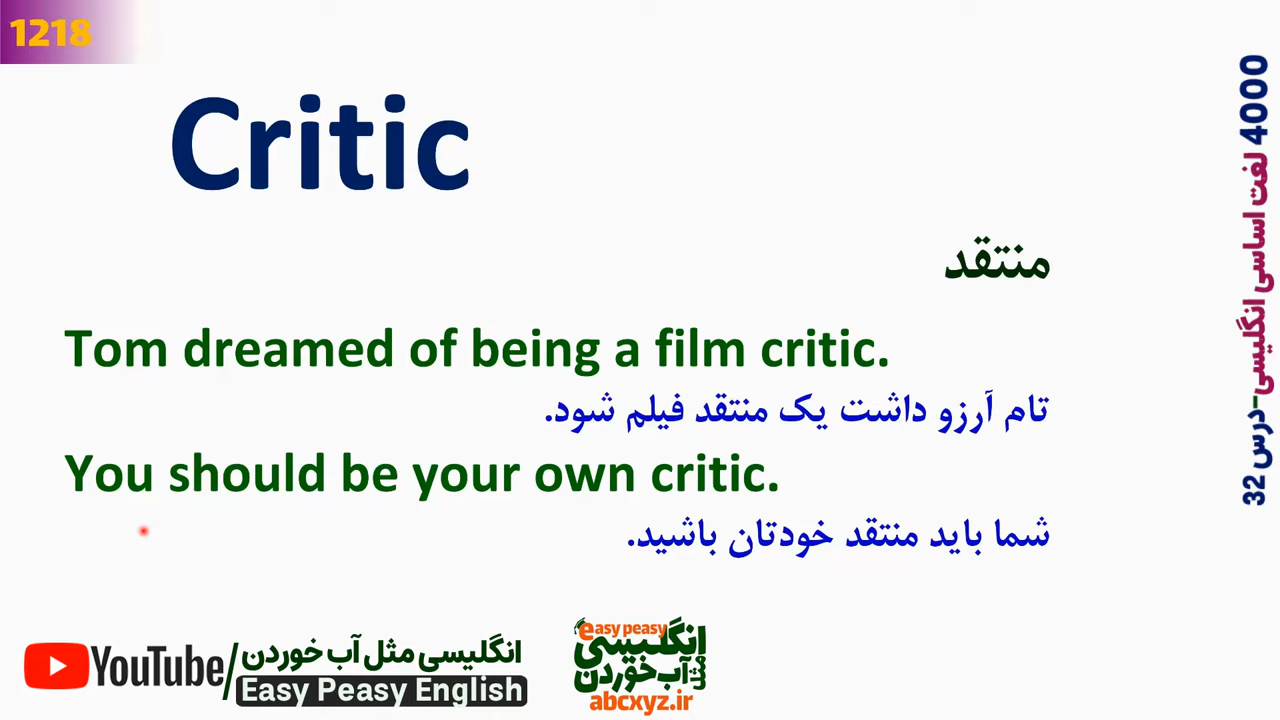 1218
Critic
منتقد
Tom dreamed of being a film critic.
تام آرزو داشت یک منتقد فیلم شود.
You should be your own critic.
شما باید منتقد خودتان باشید.
4000 لغت اساسی انگلیسی-درس 32
YouTube/انگلیسی مثل آب خوردن
Easy Peasy English
easy peasy
انگلیسی
مثل آب خوردن
abcxyz.ir